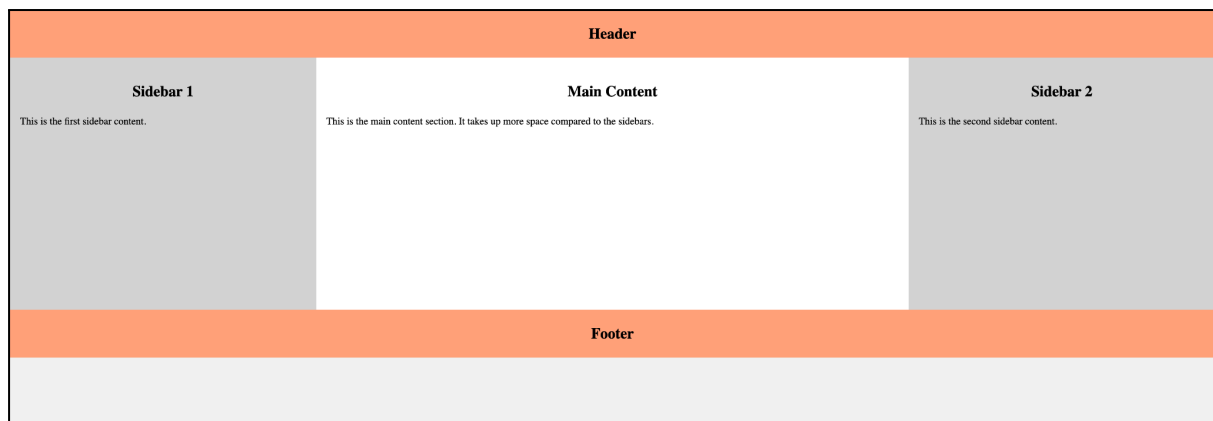 Header
Sidebar 1
This is the first sidebar content.
Main Content
This is the main content section. It takes up more space compared to the sidebars.
Sidebar 2
This is the second sidebar content.
Footer